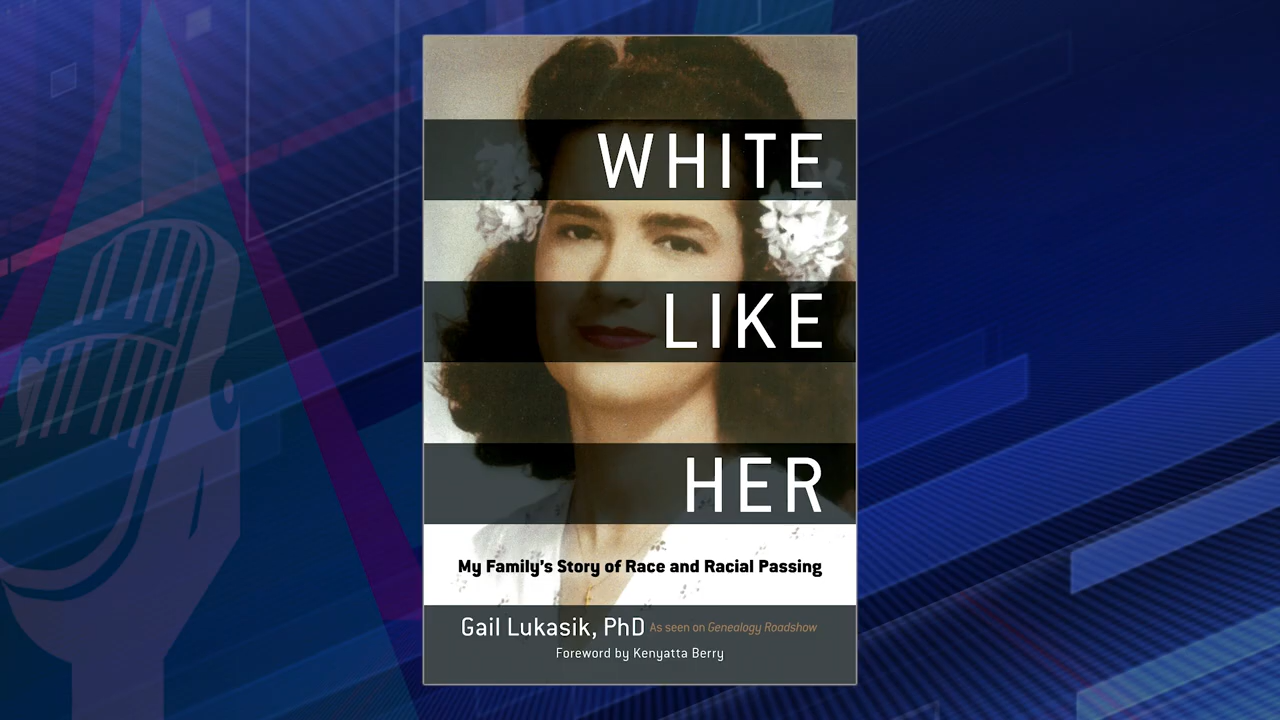 WHITE
LIKE
HER
My Family's Story of Race and Racial Passing
Gail Lukasik, PhD As seen on Genealogy Roadshow
Foreword by Kenyatta Berry